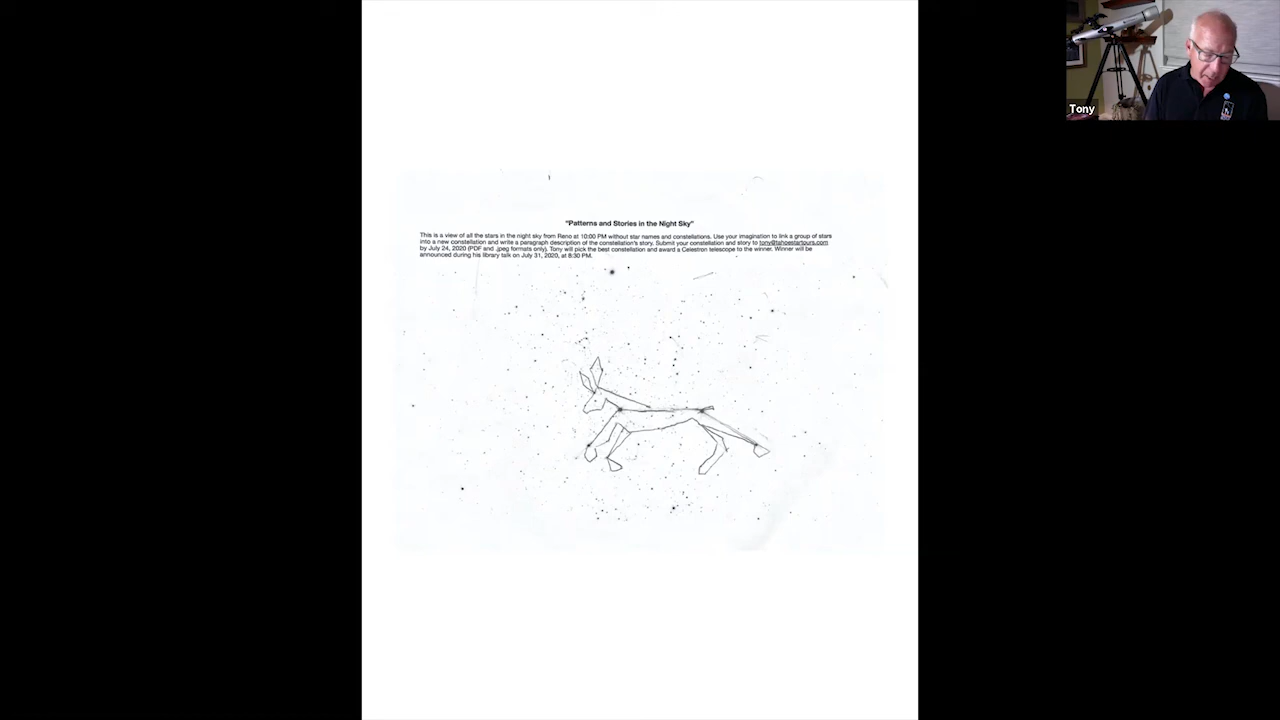 "Patterns and Stories in the Night Sky"
This is a view of all the stars in the night sky from Reno at 10:00 PM without star names and constellations. Use your imagination to link a group of stars
into a new constellation and write a paragraph description of the constellation's story. Submit your constellation and story to tony@tahoestartours.com
by July 24, 2020 (PDF and .jpeg formats only). Tony will pick the best constellation and award a Celestron telescope to the winner. Winner will be
announced during his library talk on July 31, 2020, at 8:30 PM.
Tony